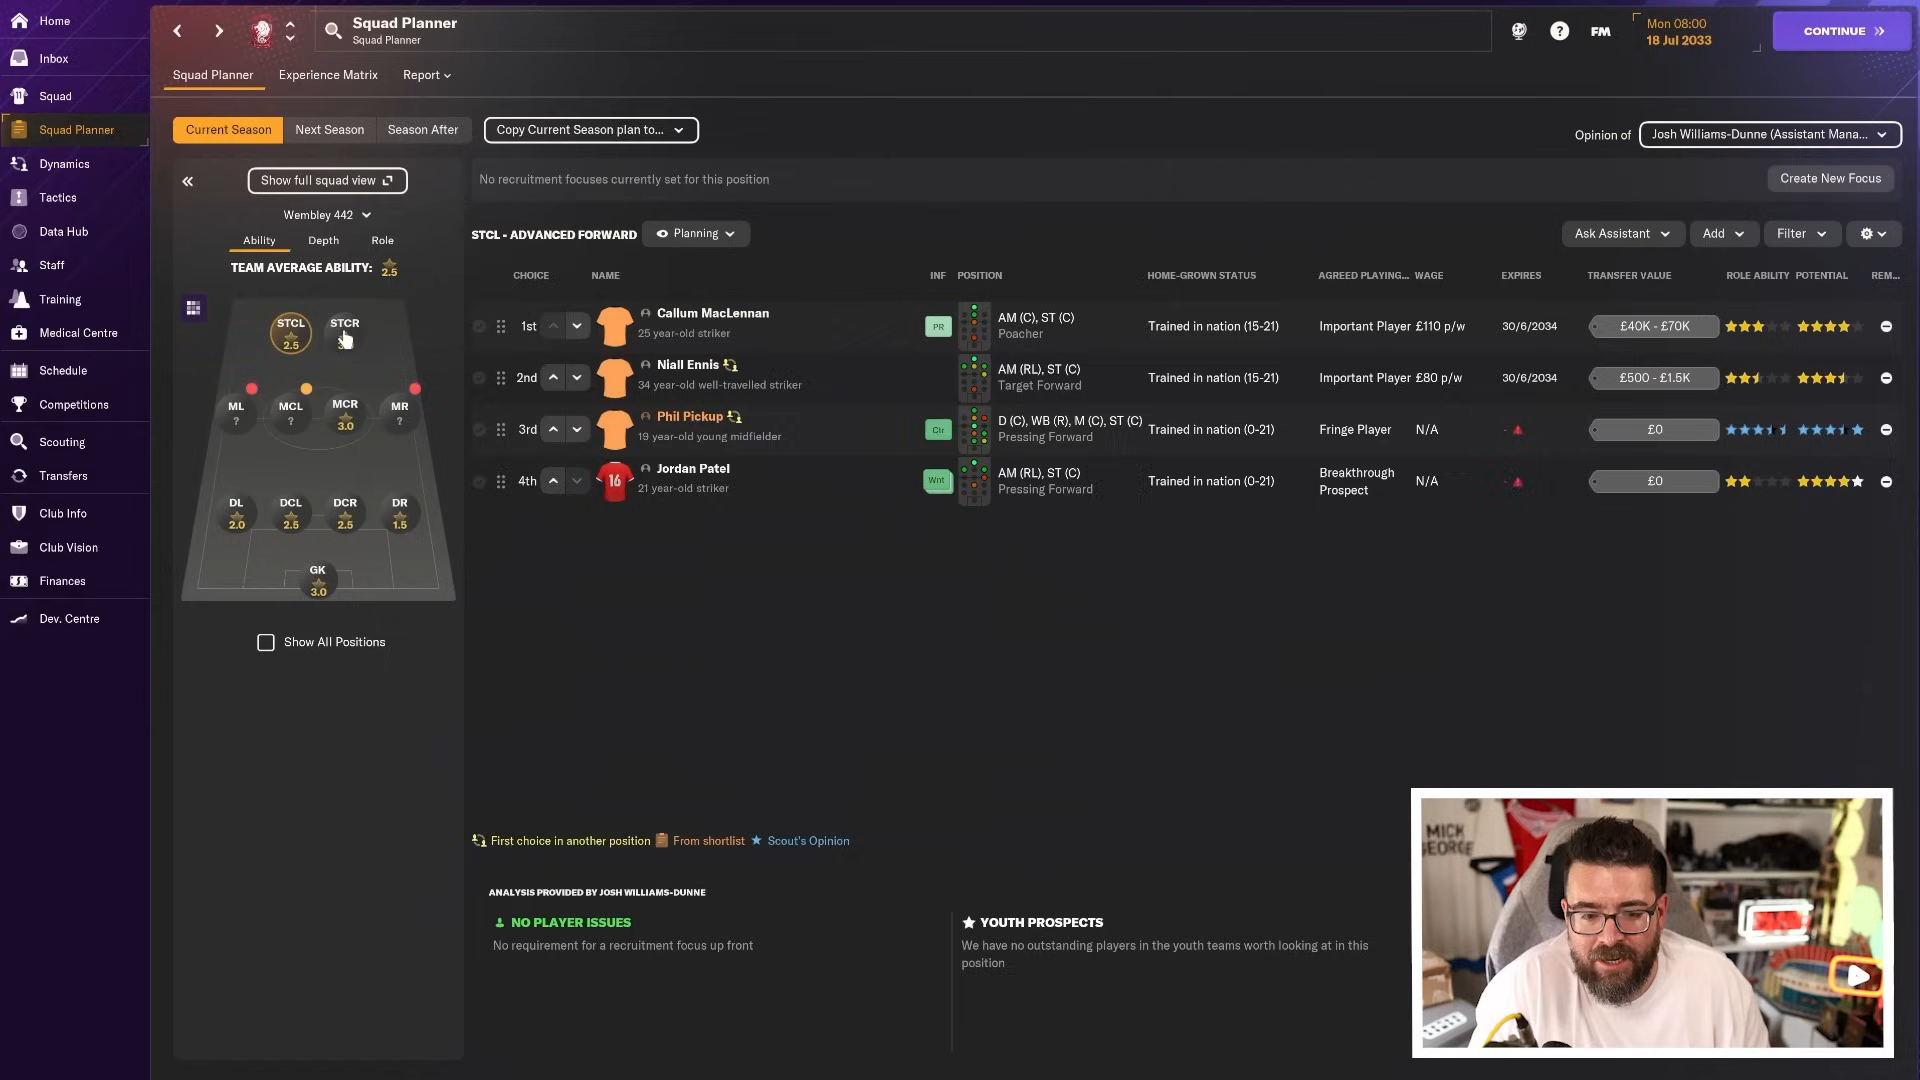 Home
Inbox
Squad
Squad Planner
Dynamics
Tactics
Data Hub
Staff
Training
Medical Centre
Schedule
Competitions
Scouting
Transfers
Club Info
Club Vision
Finances
Dev. Centre
Squad Planner
Squad Planner
FM
Mon 08:00
18 Jul 2033
CONTINUE
Squad Planner Experience Matrix Report
Current Season Next Season Season After Copy Current Season plan to...
Opinion of Josh Williams-Dunne (Assistant Mana...
Show full squad view
Wembley 442
Ability Depth Role
TEAM AVERAGE ABILITY: 2.5
STCL STCR
2.5
ML MCL MCR MR
? ? 3.0 ?
DL DCL DCR DR
2.0 2.5 2.5 1.5
GK
3.0
Show All Positions
No recruitment focuses currently set for this position
Create New Focus
STCL - ADVANCED FORWARD Planning
Ask Assistant Add Filter
CHOICE NAME INF POSITION HOME-GROWN STATUS AGREED PLAYING... WAGE EXPIRES TRANSFER VALUE ROLE ABILITY POTENTIAL REM...
1st Callum MacLennan PR AM (C), ST (C) Trained in nation (15-21) Important Player £110 p/w 30/6/2034 £40K - £70K
25 year-old striker Poacher
2nd Niall Ennis AM (RL), ST (C) Trained in nation (15-21) Important Player £80 p/w 30/6/2034 £500 - £1.5K
34 year-old well-travelled striker Target Forward
3rd Phil Pickup Ctr D (C), WB (R), M (C), ST (C) Trained in nation (0-21) Fringe Player N/A - £0
19 year-old young midfielder Pressing Forward
4th 16 Jordan Patel Wnt AM (RL), ST (C) Trained in nation (0-21) Breakthrough Prospect N/A - £0
21 year-old striker Pressing Forward
First choice in another position From shortlist Scout's Opinion
ANALYSIS PROVIDED BY JOSH WILLIAMS-DUNNE
NO PLAYER ISSUES
No requirement for a recruitment focus up front
YOUTH PROSPECTS
We have no outstanding players in the youth teams worth looking at in this
position
MICK
GEORGE